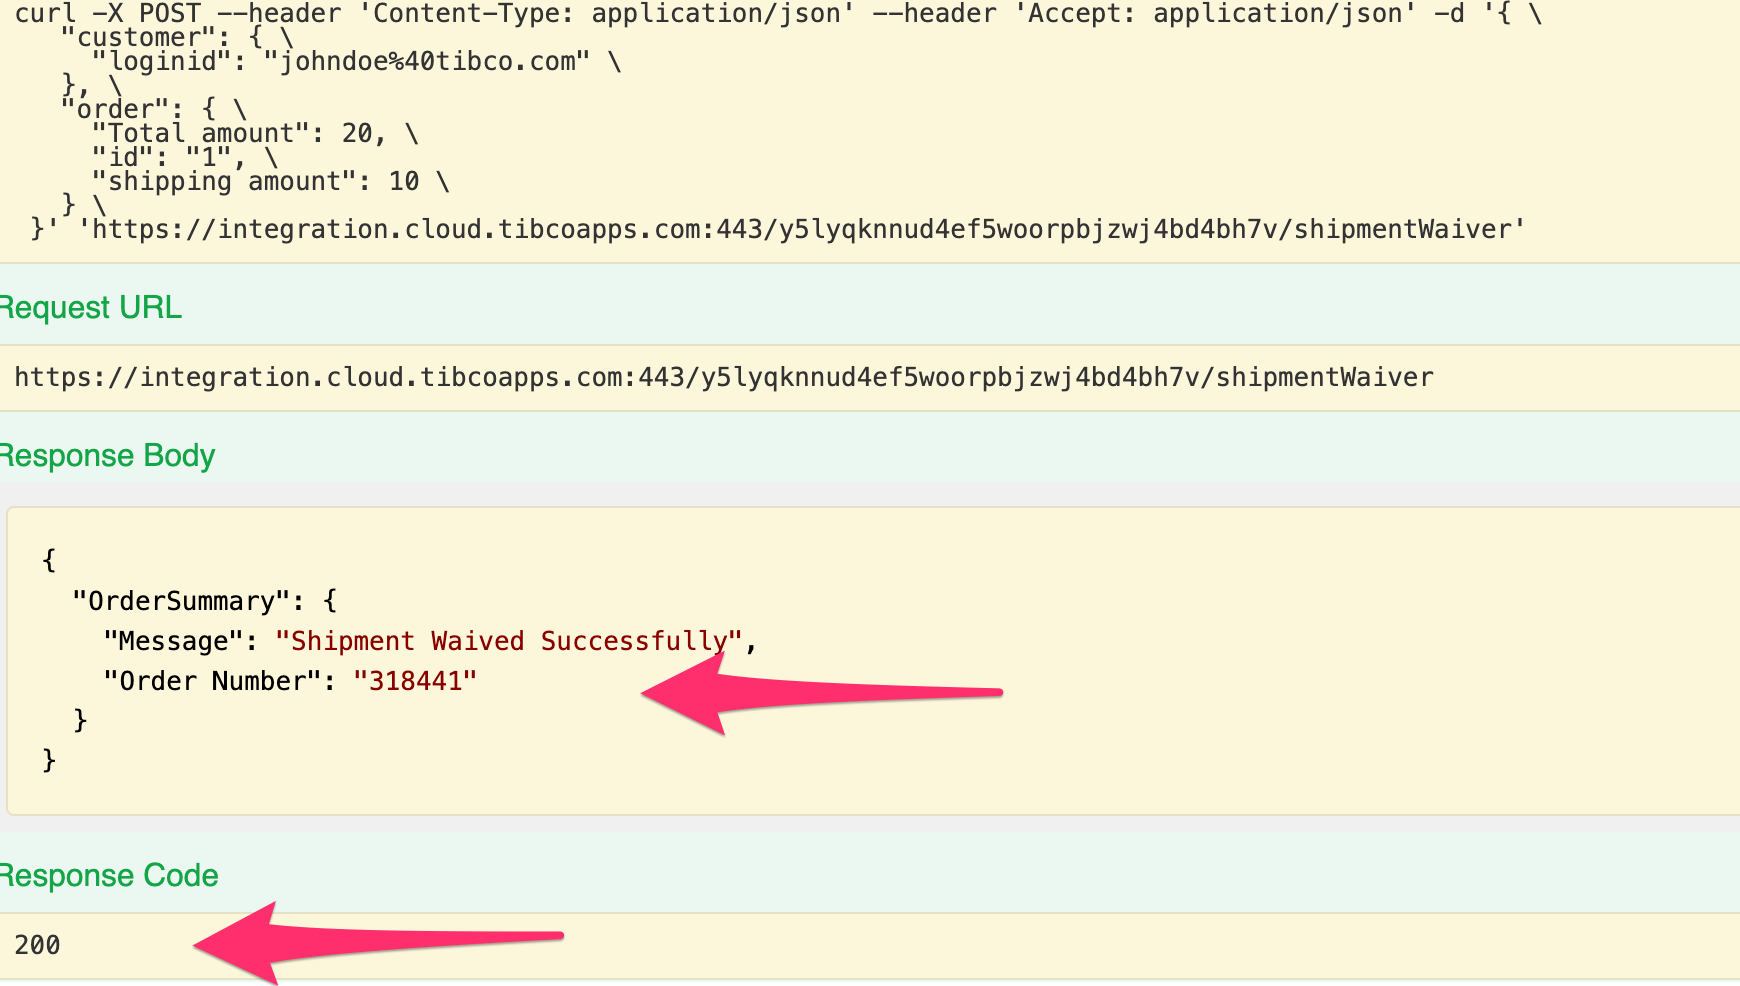 curl -X POST --header 'Content-Type: application/json' --header 'Accept: application/json' -d '{ \
"customer": { \
"loginid": "johndoe%40tibco.com" \
}, \
"order": { \
"Total amount": 20, \
"id": "1", \
"shipping amount": 10 \
} \
}' 'https://integration.cloud.tibcoapps.com:443/y5lyqknnud4ef5woorpbjzwj4bd4bh7v/shipmentWaiver'
Request URL
https://integration.cloud.tibcoapps.com:443/y5lyqknnud4ef5woorpbjzwj4bd4bh7v/shipmentWaiver
Response Body
{
"OrderSummary": {
"Message": "Shipment Waived Successfully",
"Order Number": "318441"
}
}
Response Code
200